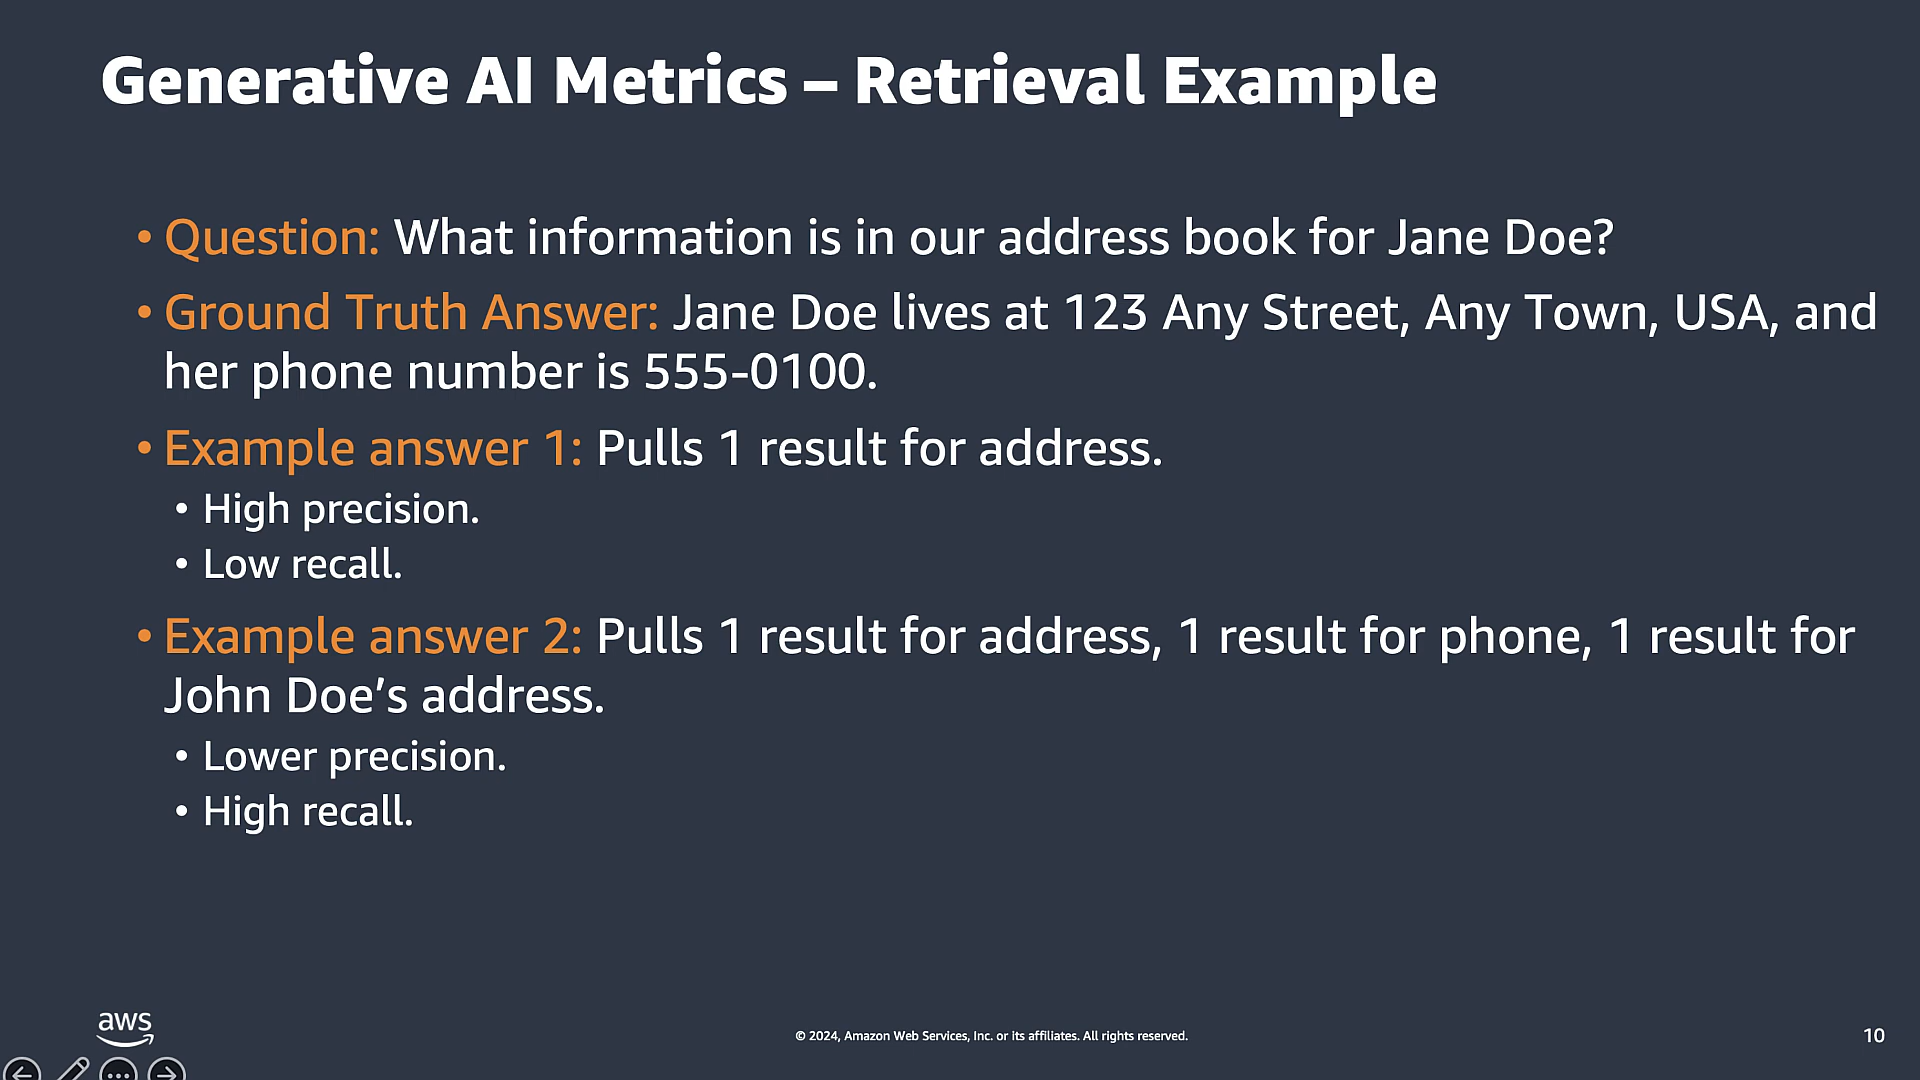 Generative AI Metrics – Retrieval Example
• Question: What information is in our address book for Jane Doe?
• Ground Truth Answer: Jane Doe lives at 123 Any Street, Any Town, USA, and
her phone number is 555-0100.
• Example answer 1: Pulls 1 result for address.
• High precision.
• Low recall.
• Example answer 2: Pulls 1 result for address, 1 result for phone, 1 result for
John Doe’s address.
• Lower precision.
• High recall.
aws
© 2024, Amazon Web Services, Inc. or its affiliates. All rights reserved.
10